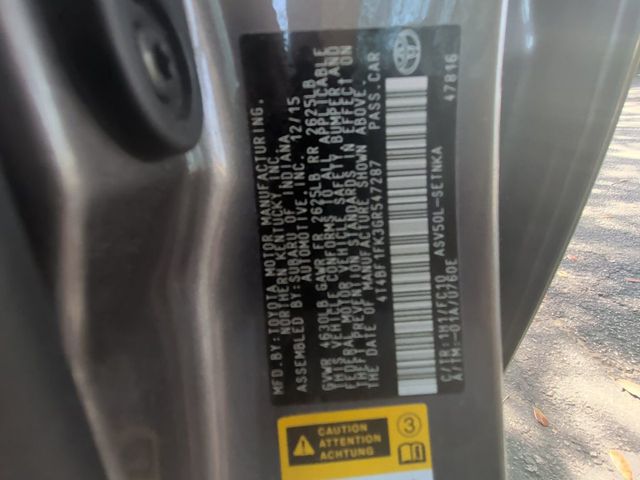 MFD.BY:TOYOTA MOTOR MANUFACTURING,
NORTHERN KENTUCKY, INC.
ASSEMBLED BY:SUBARU OF INDIANA
AUTOMOTIVE, INC. 12/15
GVWR 4630LB GAWR FR 2625LB RR 2625LB
THIS VEHICLE CONFORMS TO ALL APPLICABLE
FEDERAL MOTOR VEHICLE SAFETY, BUMPER AND
THEFT PREVENTION STANDARDS IN EFFECT ON
THE DATE OF MANUFACTURE SHOWN ABOVE.
4T4BF1FK3GR547287 PASS.CAR
C/TR:1H1/FC10 ASV50L-SETNKA
A/TM:-01A/U760E 47816
CAUTION
ATTENTION
ACHTUNG
3